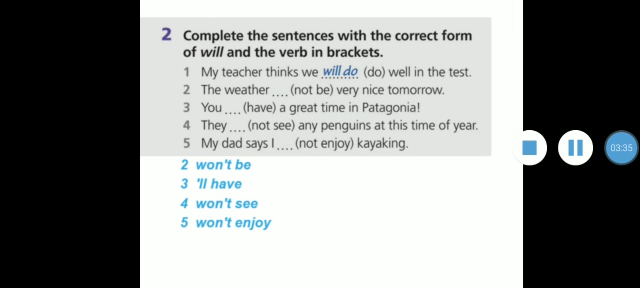 2 Complete the sentences with the correct form
of will and the verb in brackets.
1 My teacher thinks we will do (do) well in the test.
2 The weather .... (not be) very nice tomorrow.
3 You .... (have) a great time in Patagonia!
4 They .... (not see) any penguins at this time of year.
5 My dad says I .... (not enjoy) kayaking.
2 won't be
3 'll have
4 won't see
5 won't enjoy
03:35